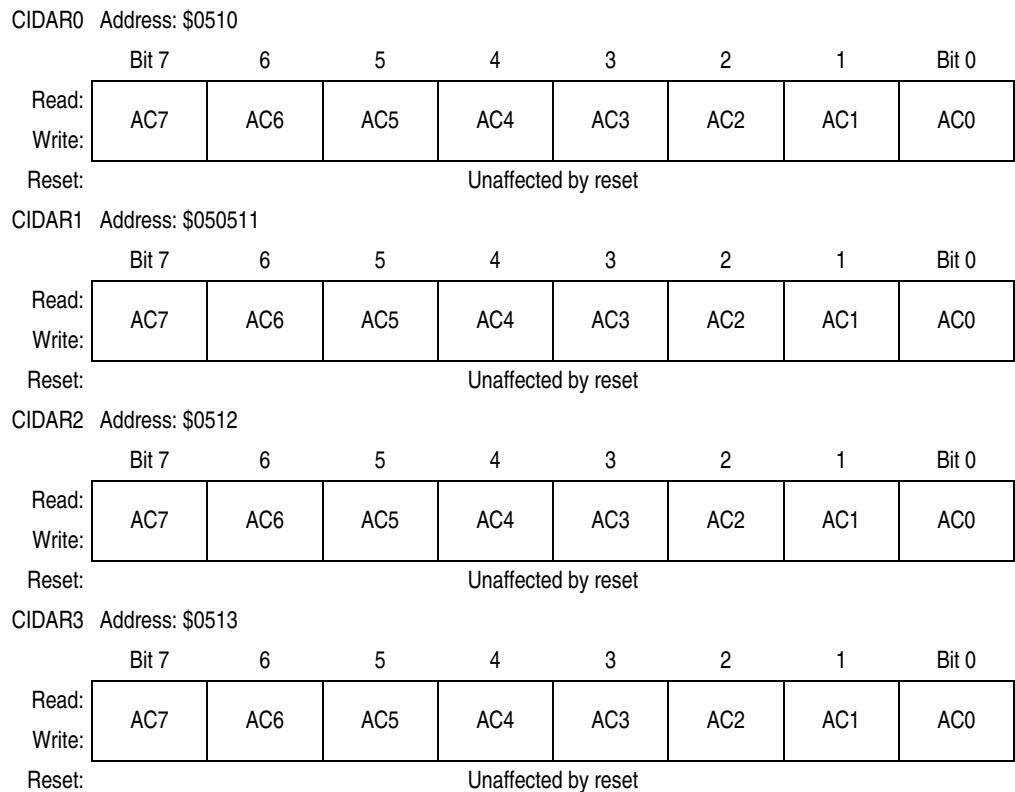 CIDAR0 Address: $0510
Bit 7 6 5 4 3 2 1 Bit 0
Read:
AC7 AC6 AC5 AC4 AC3 AC2 AC1 AC0
Write:
Reset: Unaffected by reset
CIDAR1 Address: $050511
Bit 7 6 5 4 3 2 1 Bit 0
Read:
AC7 AC6 AC5 AC4 AC3 AC2 AC1 AC0
Write:
Reset: Unaffected by reset
CIDAR2 Address: $0512
Bit 7 6 5 4 3 2 1 Bit 0
Read:
AC7 AC6 AC5 AC4 AC3 AC2 AC1 AC0
Write:
Reset: Unaffected by reset
CIDAR3 Address: $0513
Bit 7 6 5 4 3 2 1 Bit 0
Read:
AC7 AC6 AC5 AC4 AC3 AC2 AC1 AC0
Write:
Reset: Unaffected by reset